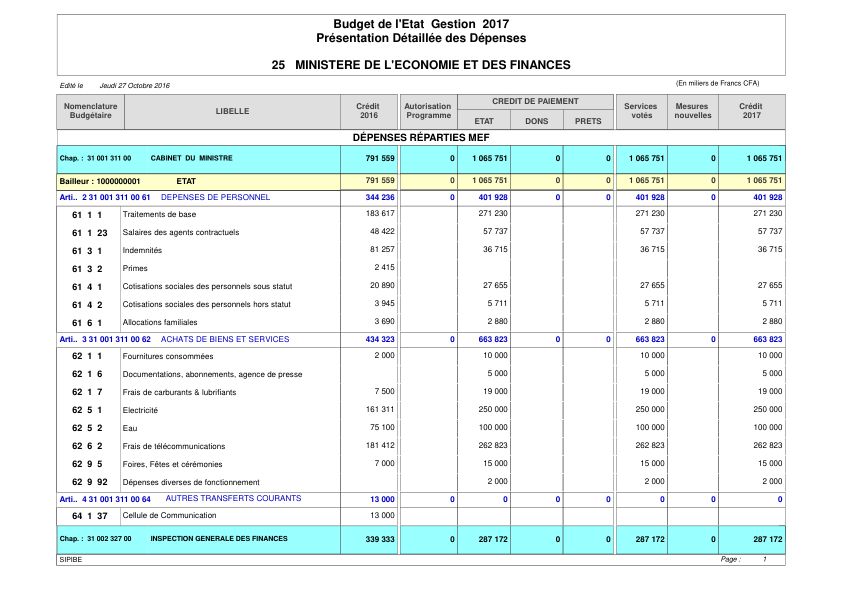 Budget de l'Etat Gestion 2017
Présentation Détaillée des Dépenses
25 MINISTERE DE L'ECONOMIE ET DES FINANCES
Edité le Jeudi 27 Octobre 2016 (En miliers de Francs CFA)
Nomenclature Budgétaire LIBELLE Crédit 2016 Autorisation Programme CREDIT DE PAIEMENT ETAT DONS PRETS Services votés Mesures nouvelles Crédit 2017
DÉPENSES RÉPARTIES MEF
Chap. : 31 001 311 00 CABINET DU MINISTRE 791 559 0 1 065 751 0 0 1 065 751 0 1 065 751
Bailleur : 1000000001 ETAT 791 559 0 1 065 751 0 0 1 065 751 0 1 065 751
Arti.. 2 31 001 311 00 61 DEPENSES DE PERSONNEL 344 236 0 401 928 0 0 401 928 0 401 928
61 1 1 Traitements de base 183 617 271 230 271 230 271 230
61 1 23 Salaires des agents contractuels 48 422 57 737 57 737 57 737
61 3 1 Indemnités 81 257 36 715 36 715 36 715
61 3 2 Primes 2 415
61 4 1 Cotisations sociales des personnels sous statut 20 890 27 655 27 655 27 655
61 4 2 Cotisations sociales des personnels hors statut 3 945 5 711 5 711 5 711
61 6 1 Allocations familiales 3 690 2 880 2 880 2 880
Arti.. 3 31 001 311 00 62 ACHATS DE BIENS ET SERVICES 434 323 0 663 823 0 0 663 823 0 663 823
62 1 1 Fournitures consommées 2 000 10 000 10 000 10 000
62 1 6 Documentations, abonnements, agence de presse 5 000 5 000 5 000
62 1 7 Frais de carburants & lubrifiants 7 500 19 000 19 000 19 000
62 5 1 Electricité 161 311 250 000 250 000 250 000
62 5 2 Eau 75 100 100 000 100 000 100 000
62 6 2 Frais de télécommunications 181 412 262 823 262 823 262 823
62 9 5 Foires, Fêtes et cérémonies 7 000 15 000 15 000 15 000
62 9 92 Dépenses diverses de fonctionnement 2 000 2 000 2 000
Arti.. 4 31 001 311 00 64 AUTRES TRANSFERTS COURANTS 13 000 0 0 0 0 0 0 0
64 1 37 Cellule de Communication 13 000
Chap. : 31 002 327 00 INSPECTION GENERALE DES FINANCES 339 333 0 287 172 0 0 287 172 0 287 172
SIPIBE Page : 1